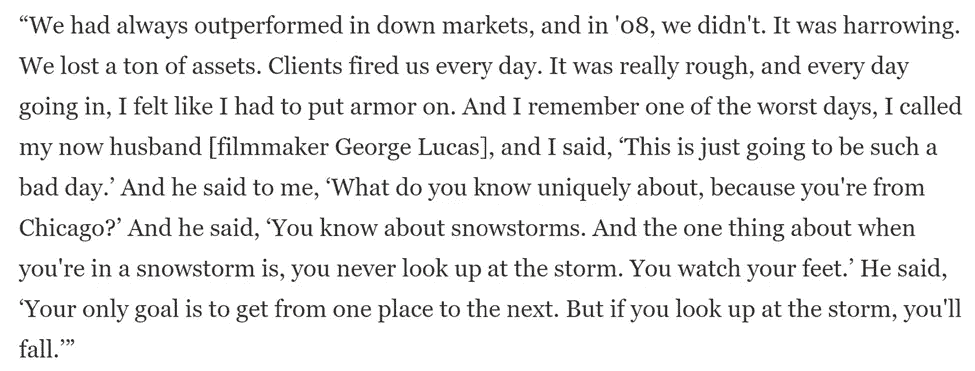 “We had always outperformed in down markets, and in '08, we didn't. It was harrowing.
We lost a ton of assets. Clients fired us every day. It was really rough, and every day
going in, I felt like I had to put armor on. And I remember one of the worst days, I called
my now husband [filmmaker George Lucas], and I said, ‘This is just going to be such a
bad day.’ And he said to me, ‘What do you know uniquely about, because you're from
Chicago?’ And he said, ‘You know about snowstorms. And the one thing about when
you're in a snowstorm is, you never look up at the storm. You watch your feet.’ He said,
‘Your only goal is to get from one place to the next. But if you look up at the storm, you'll
fall.’”